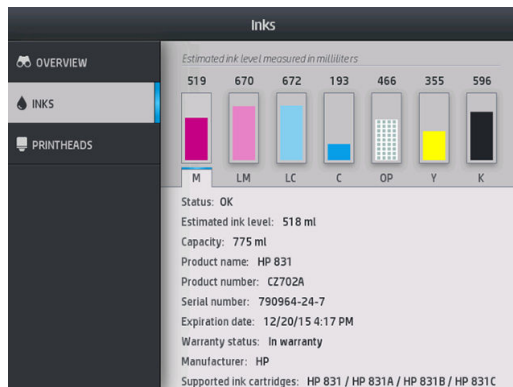 Inks
OVERVIEW
INKS
PRINTHEADS
Estimated ink level measured in milliliters
519 670 672 193 466 355 596
M LM LC C OP Y K
Status: OK
Estimated ink level: 518 ml
Capacity: 775 ml
Product name: HP 831
Product number: CZ702A
Serial number: 790964-24-7
Expiration date: 12/20/15 4:17 PM
Warranty status: In warranty
Manufacturer: HP
Supported ink cartridges: HP 831 / HP 831A / HP 831B / HP 831C